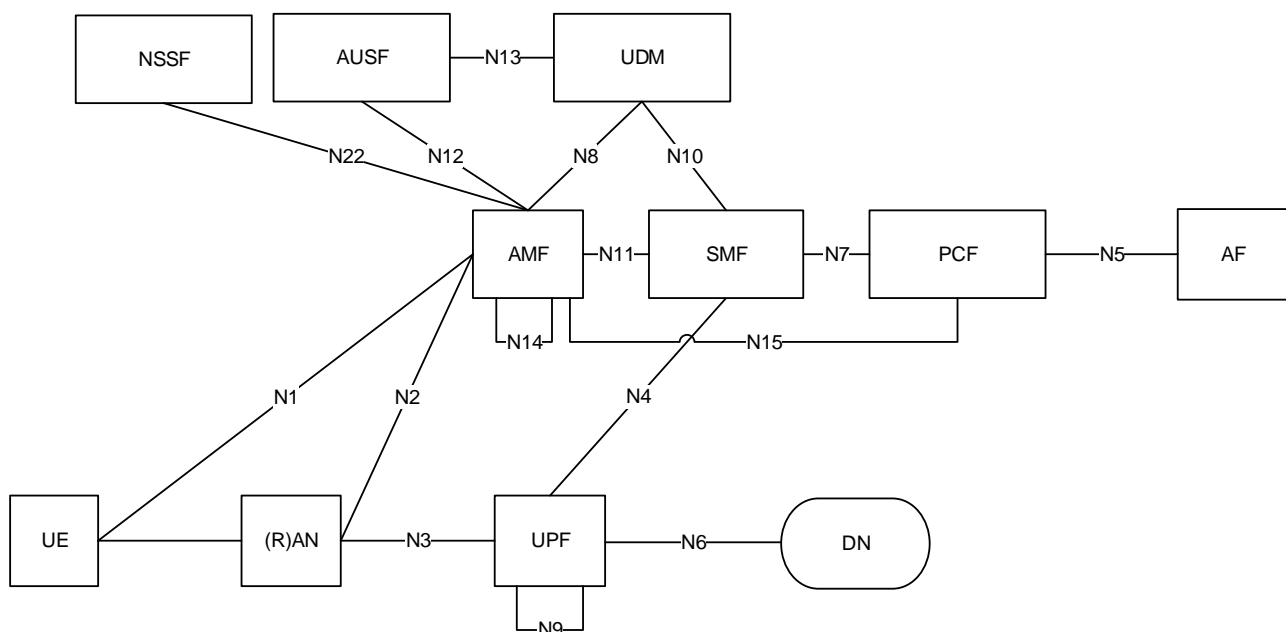 NSSF
AUSF
N13
UDM
N22
N12
N8
N10
AMF
N11
SMF
N7
PCF
N5
AF
N14
N15
N1
N2
N4
UE
(R)AN
N3
UPF
N6
DN
N9